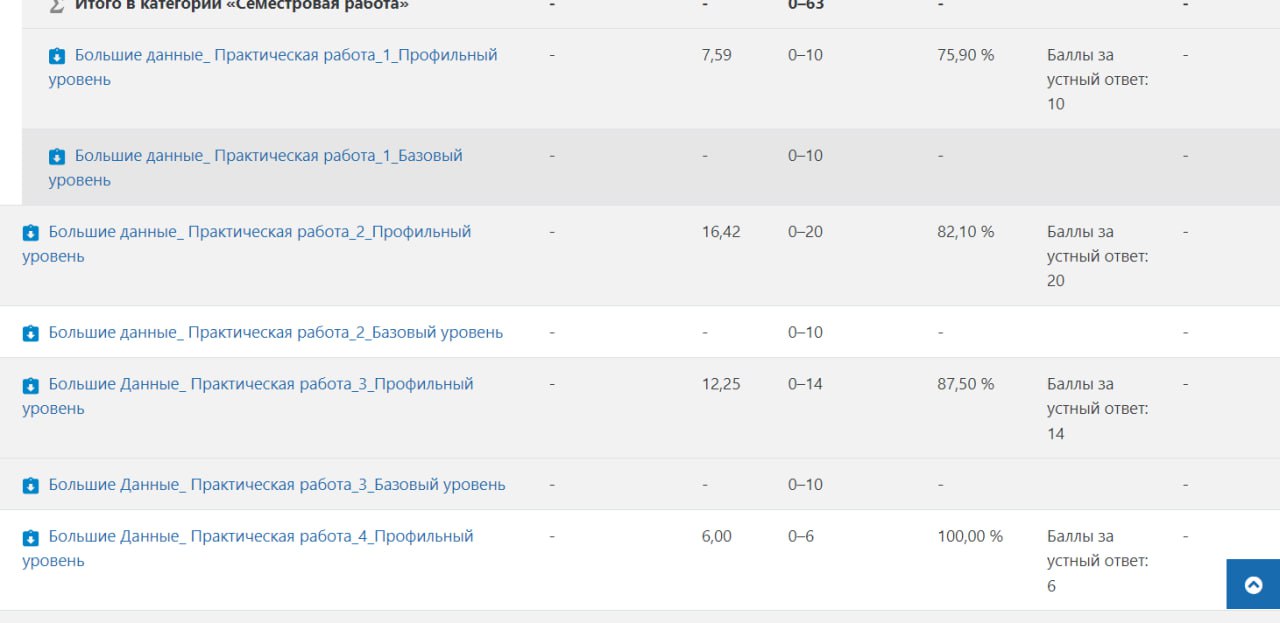 Итого в категории «Семестровая работа» - - 0–63 - -
Большие данные_ Практическая работа_1_Профильный - 7,59 0–10 75,90 % Баллы за -
уровень устный ответ:
10
Большие данные_ Практическая работа_1_Базовый - - 0–10 - -
уровень
Большие данные_ Практическая работа_2_Профильный - 16,42 0–20 82,10 % Баллы за -
уровень устный ответ:
20
Большие данные_ Практическая работа_2_Базовый уровень - - 0–10 - -
Большие Данные_ Практическая работа_3_Профильный - 12,25 0–14 87,50 % Баллы за -
уровень устный ответ:
14
Большие Данные_ Практическая работа_3_Базовый уровень - - 0–10 - -
Большие Данные_ Практическая работа_4_Профильный - 6,00 0–6 100,00 % Баллы за -
уровень устный ответ:
6